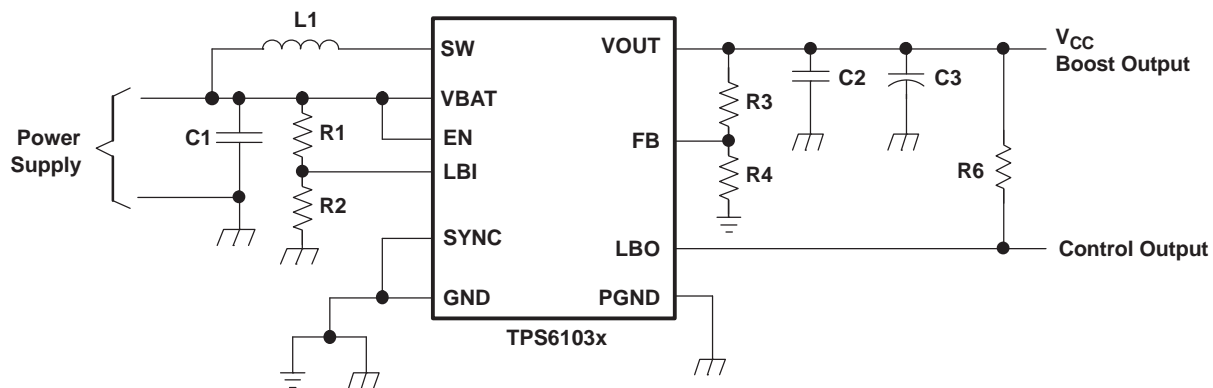 L1
SW
VOUT
VCC
Boost Output
C2
C3
R3
VBAT
Power
Supply
C1
R1
EN
FB
LBI
R4
R6
R2
SYNC
LBO
Control Output
GND
PGND
TPS6103x